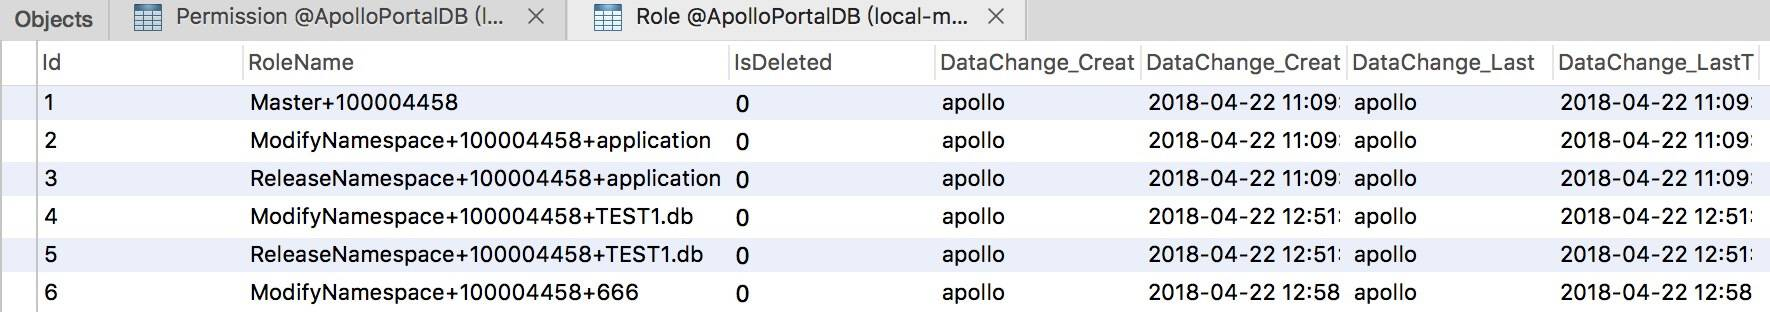 Objects Permission @ApolloPortalDB (l... Role @ApolloPortalDB (local-m...
Id RoleName IsDeleted DataChange_Creat DataChange_Creat DataChange_Last DataChange_LastT
1 Master+100004458 0 apollo 2018-04-22 11:09: apollo 2018-04-22 11:09:
2 ModifyNamespace+100004458+application 0 apollo 2018-04-22 11:09: apollo 2018-04-22 11:09:
3 ReleaseNamespace+100004458+application 0 apollo 2018-04-22 11:09: apollo 2018-04-22 11:09:
4 ModifyNamespace+100004458+TEST1.db 0 apollo 2018-04-22 12:51: apollo 2018-04-22 12:51:
5 ReleaseNamespace+100004458+TEST1.db 0 apollo 2018-04-22 12:51: apollo 2018-04-22 12:51:
6 ModifyNamespace+100004458+666 0 apollo 2018-04-22 12:58 apollo 2018-04-22 12:58